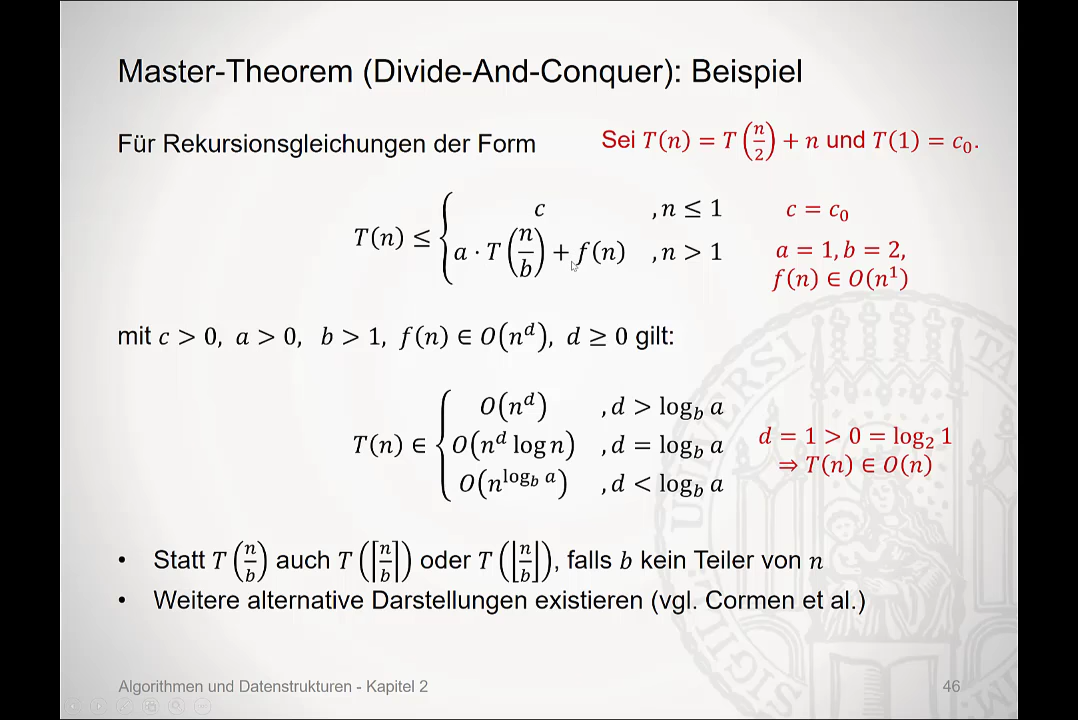 Master-Theorem (Divide-And-Conquer): Beispiel
Für Rekursionsgleichungen der Form
Sei T(n) = T(n/2) + n und T(1) = c₀.
T(n) ≤ { c , n ≤ 1
c = c₀
a · T(n/b) + f(n) , n > 1
a = 1, b = 2,
f(n) ∈ O(n¹)
mit c > 0, a > 0, b > 1, f(n) ∈ O(nᵈ), d ≥ 0 gilt:
T(n) ∈ { O(nᵈ) , d > log_b a
O(nᵈ log n) , d = log_b a
O(n^(log_b a)) , d < log_b a
d = 1 > 0 = log₂ 1
⇒ T(n) ∈ O(n)
• Statt T(n/b) auch T(⌈n/b⌉) oder T(⌊n/b⌋), falls b kein Teiler von n
• Weitere alternative Darstellungen existieren (vgl. Cormen et al.)
Algorithmen und Datenstrukturen - Kapitel 2
46